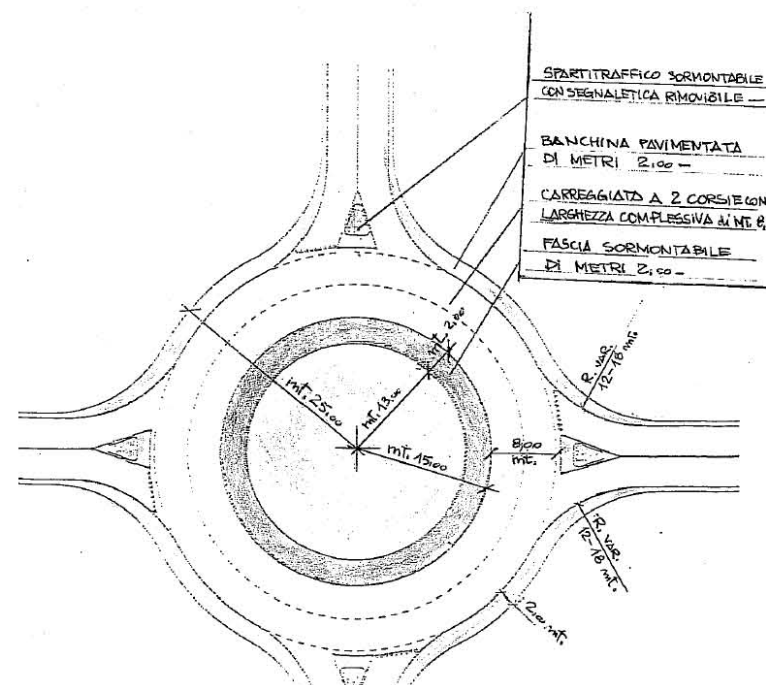 SPARTITRAFFICO SORMONTABILE
CON SEGNALETICA RIMOVIBILE —
BANCHINA PAVIMENTATA
DI METRI 2,00 —
CARREGGIATA A 2 CORSIE CON
LARGHEZZA COMPLESSIVA di MT. 8,
FASCIA SORMONTABILE
DI METRI 2,00 —
mt. 2,00
R. VAR.
12-18 mt.
mt. 25,00
mt. 13,00
mt. 15,00
8,00
mt.
R. VAR.
12-18 mt.
2,00 mt.